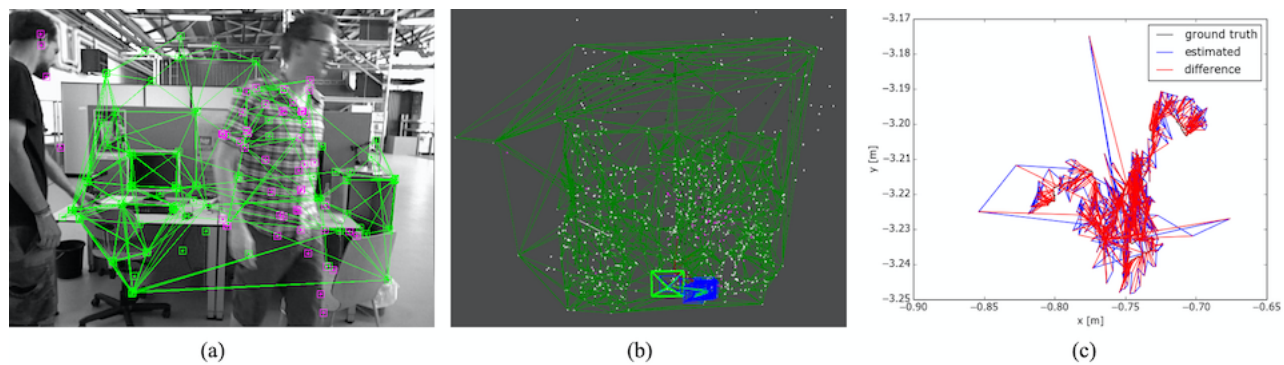 ground truth
estimated
difference
−3.17
−3.18
−3.19
−3.20
−3.21
−3.22
−3.23
−3.24
−3.25
y [m]
−0.90 −0.85 −0.80 −0.75 −0.70 −0.65
x [m]
(a) (b) (c)